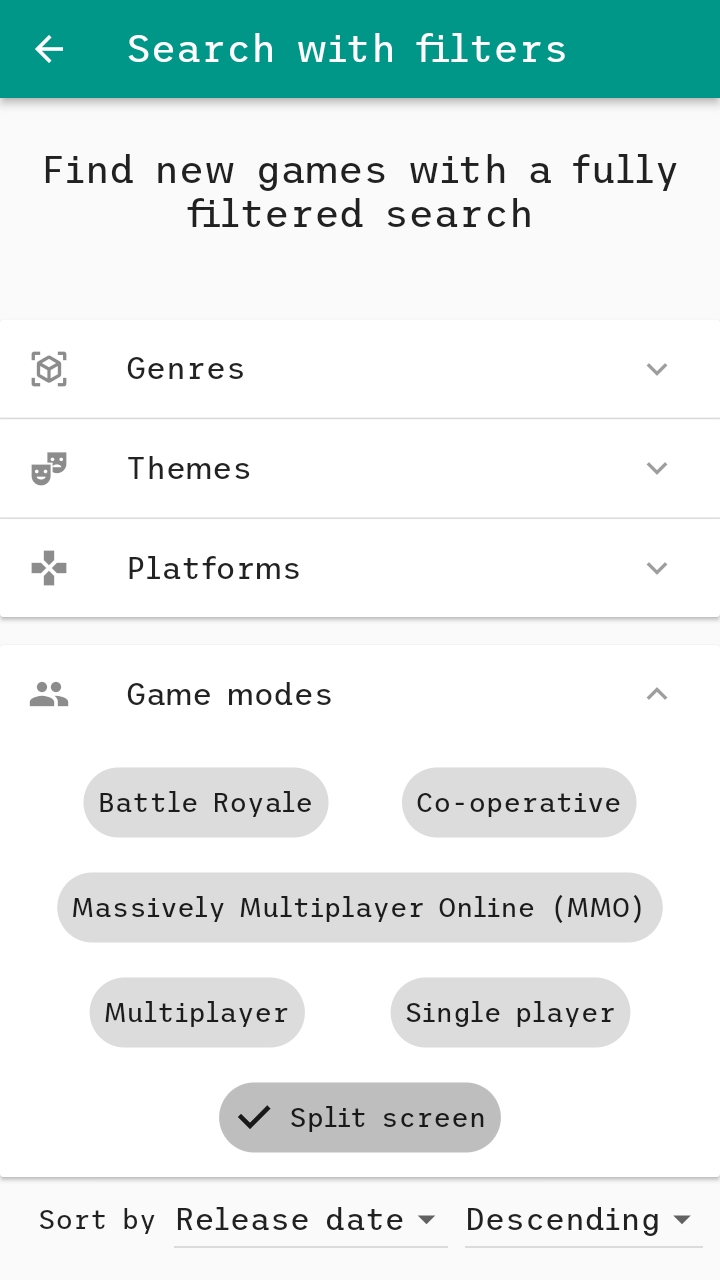 Search with filters
Find new games with a fully
filtered search
Genres
Themes
Platforms
Game modes
Battle Royale
Co-operative
Massively Multiplayer Online (MMO)
Multiplayer
Single player
Split screen
Sort by Release date Descending